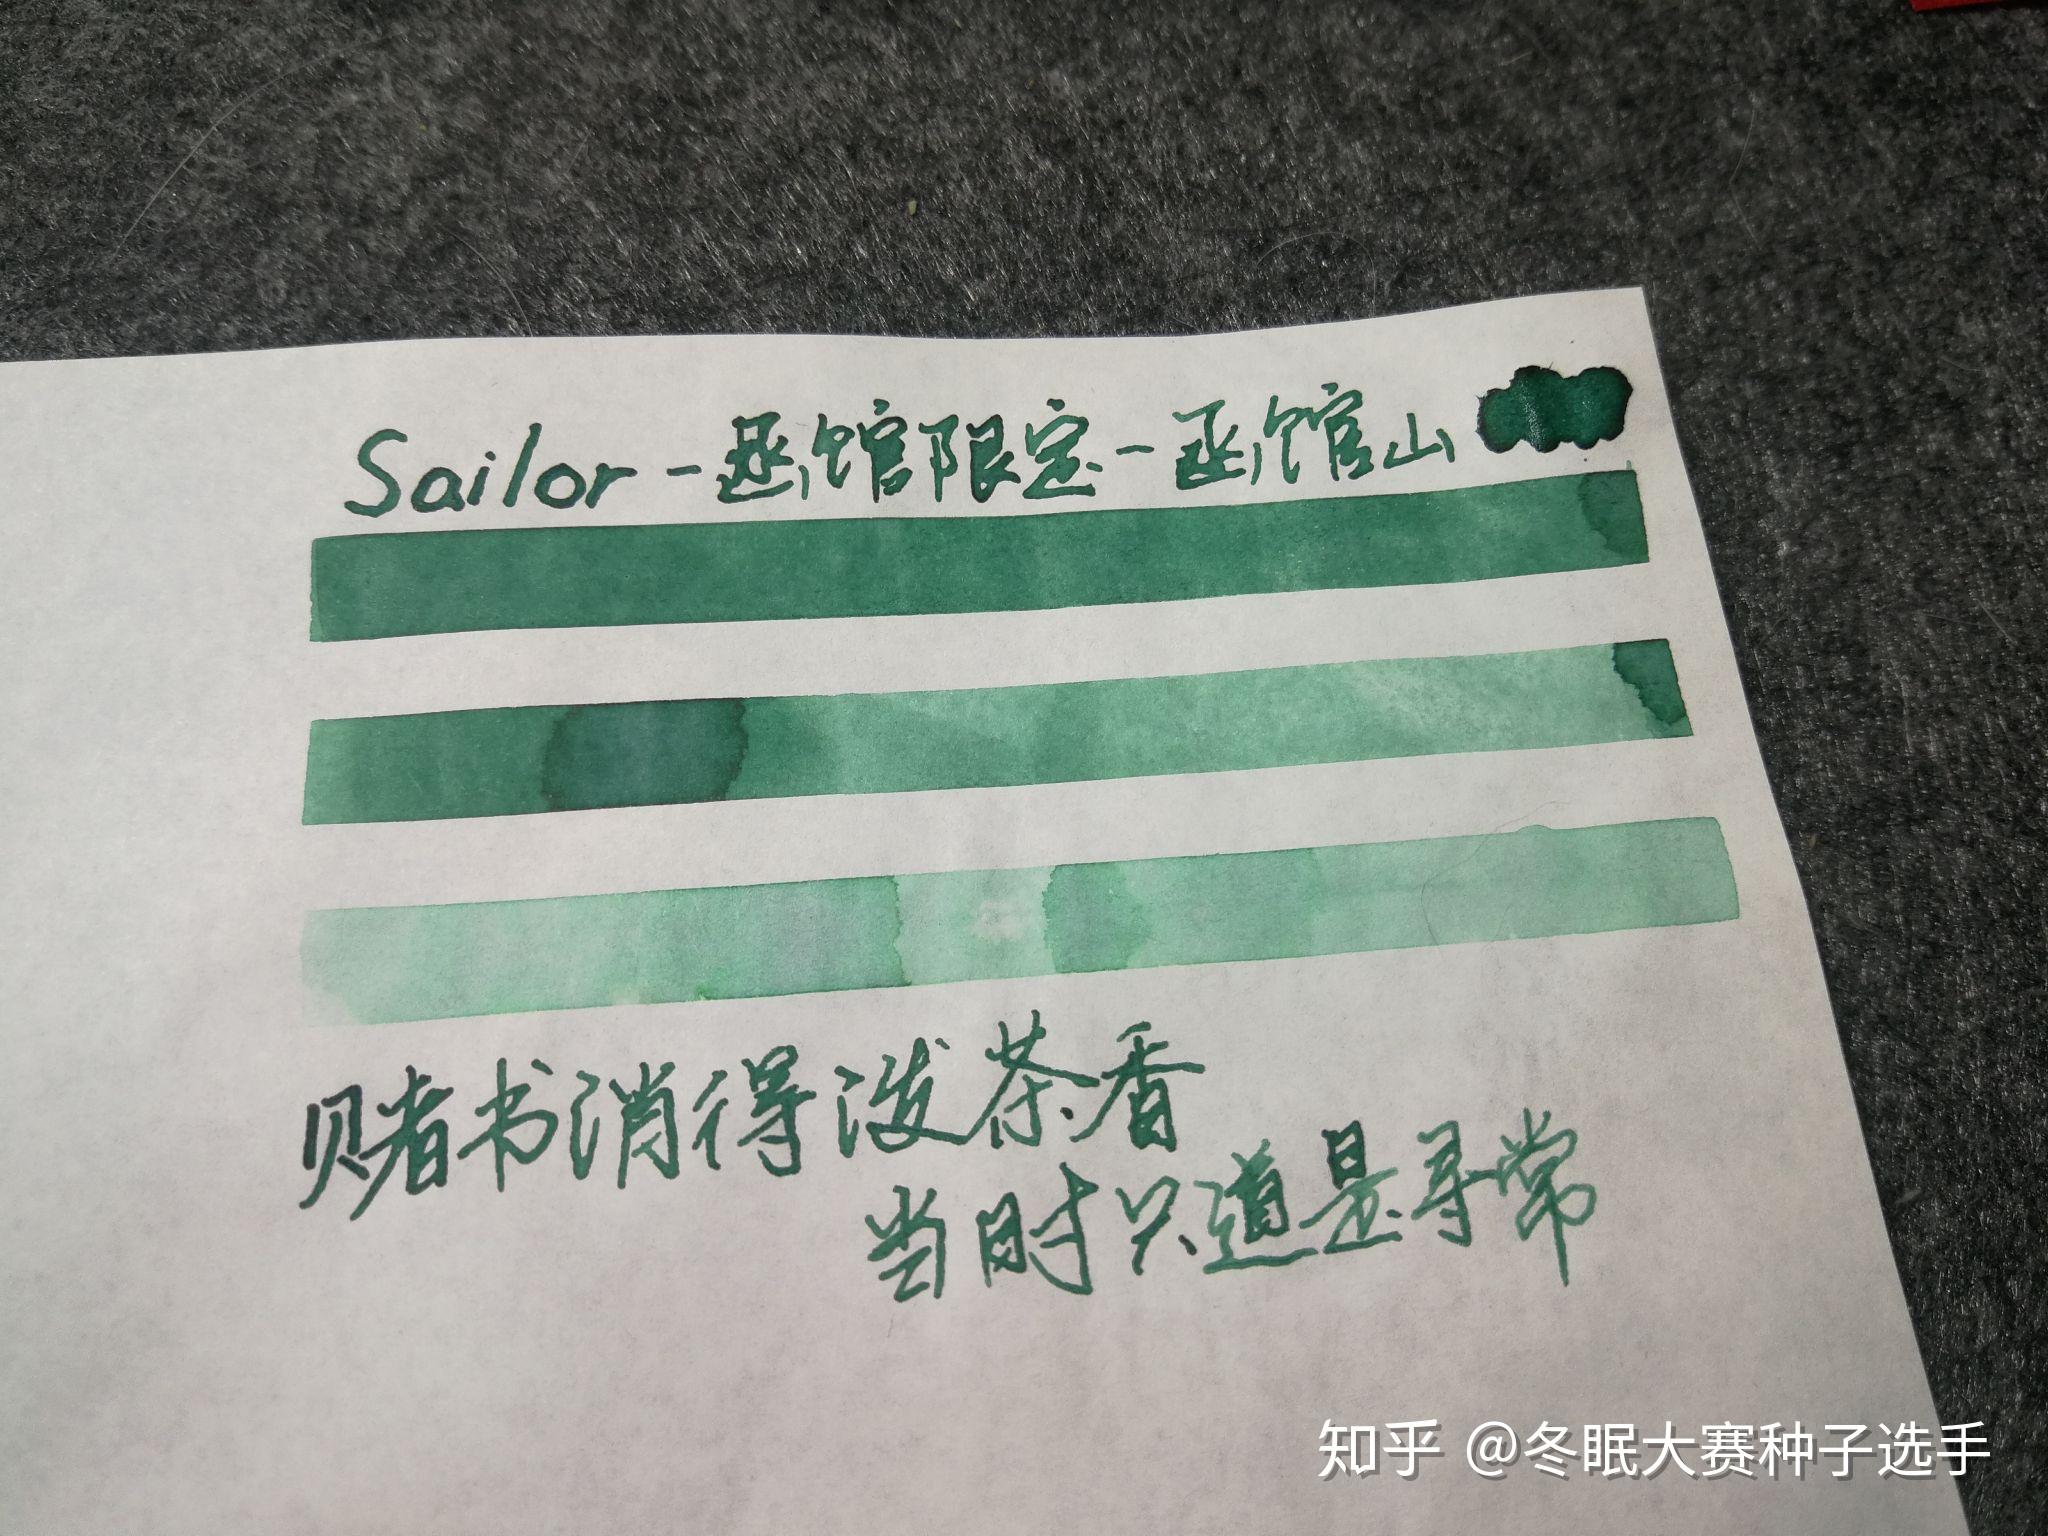 Sailor-函馆限定-函馆山
赌书消得泼茶香
当时只道是寻常
知乎 @冬眠大赛种子选手